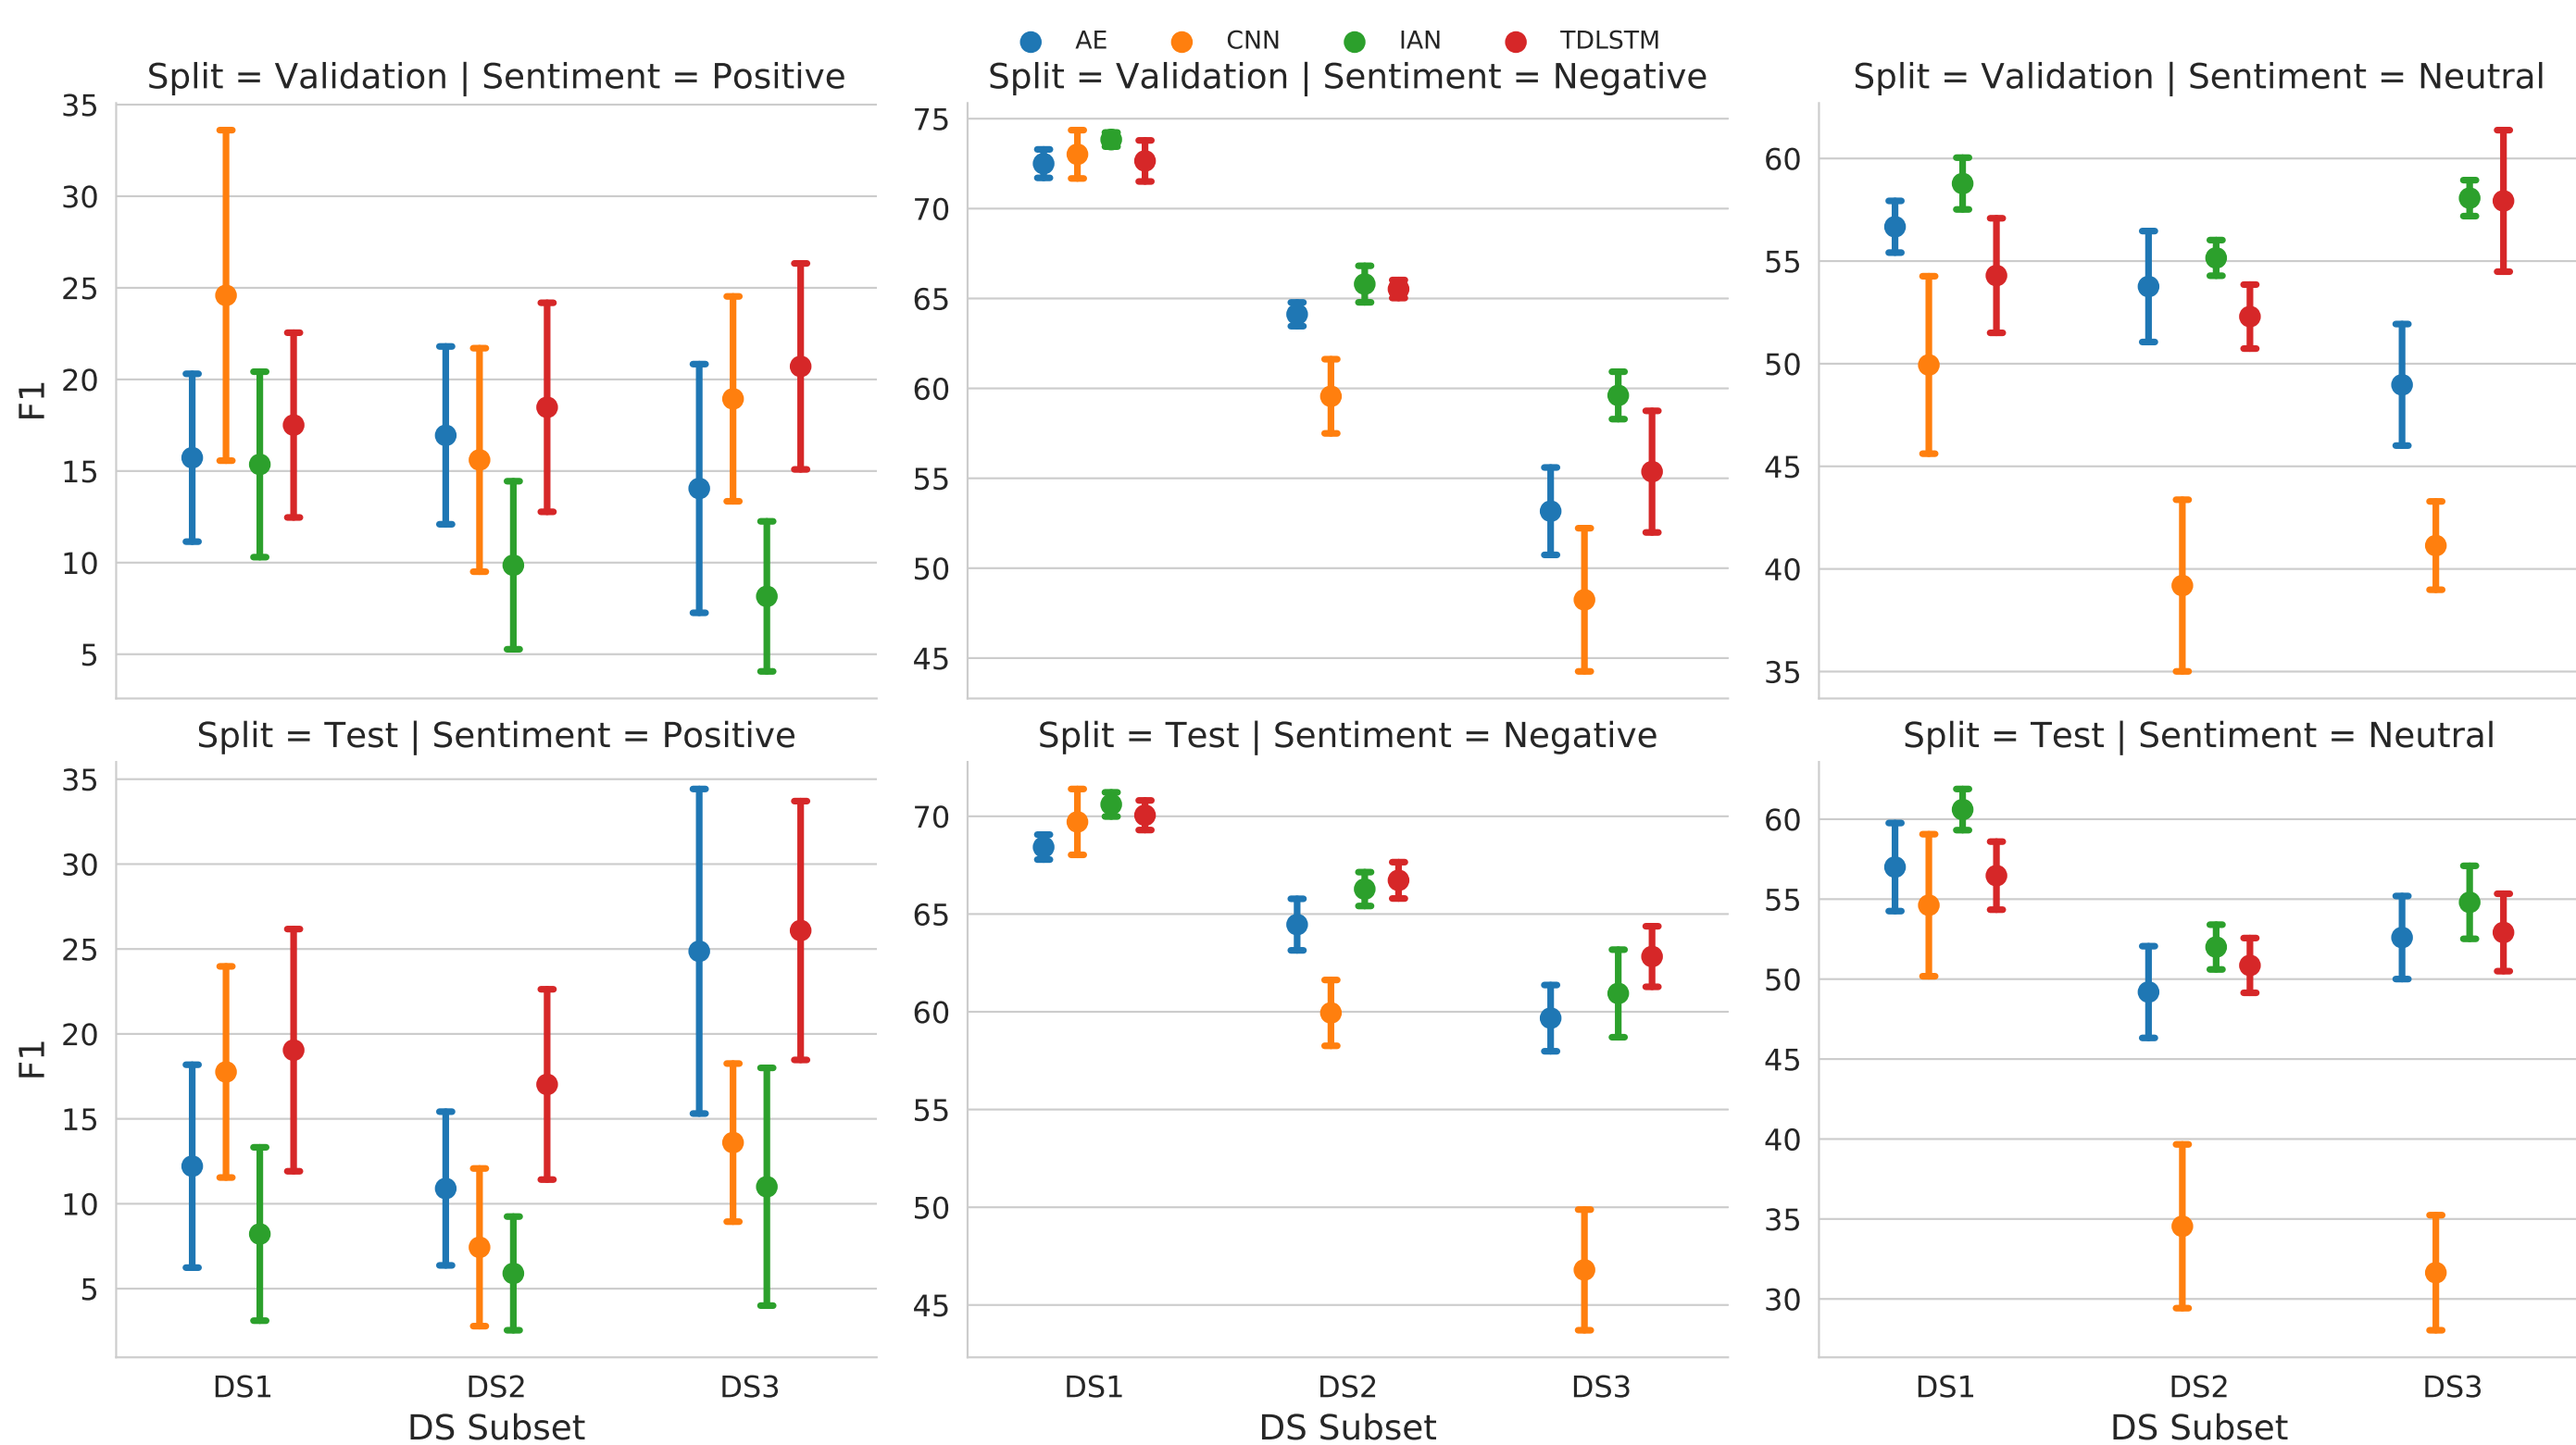 AE CNN IAN TDLSTM
Split = Validation | Sentiment = Positive
Split = Validation | Sentiment = Negative
Split = Validation | Sentiment = Neutral
F1
35
30
25
20
15
10
5
75
70
65
60
55
50
45
60
55
50
45
40
35
Split = Test | Sentiment = Positive
Split = Test | Sentiment = Negative
Split = Test | Sentiment = Neutral
F1
35
30
25
20
15
10
5
70
65
60
55
50
45
60
55
50
45
40
35
30
DS1 DS2 DS3
DS Subset
DS1 DS2 DS3
DS Subset
DS1 DS2 DS3
DS Subset